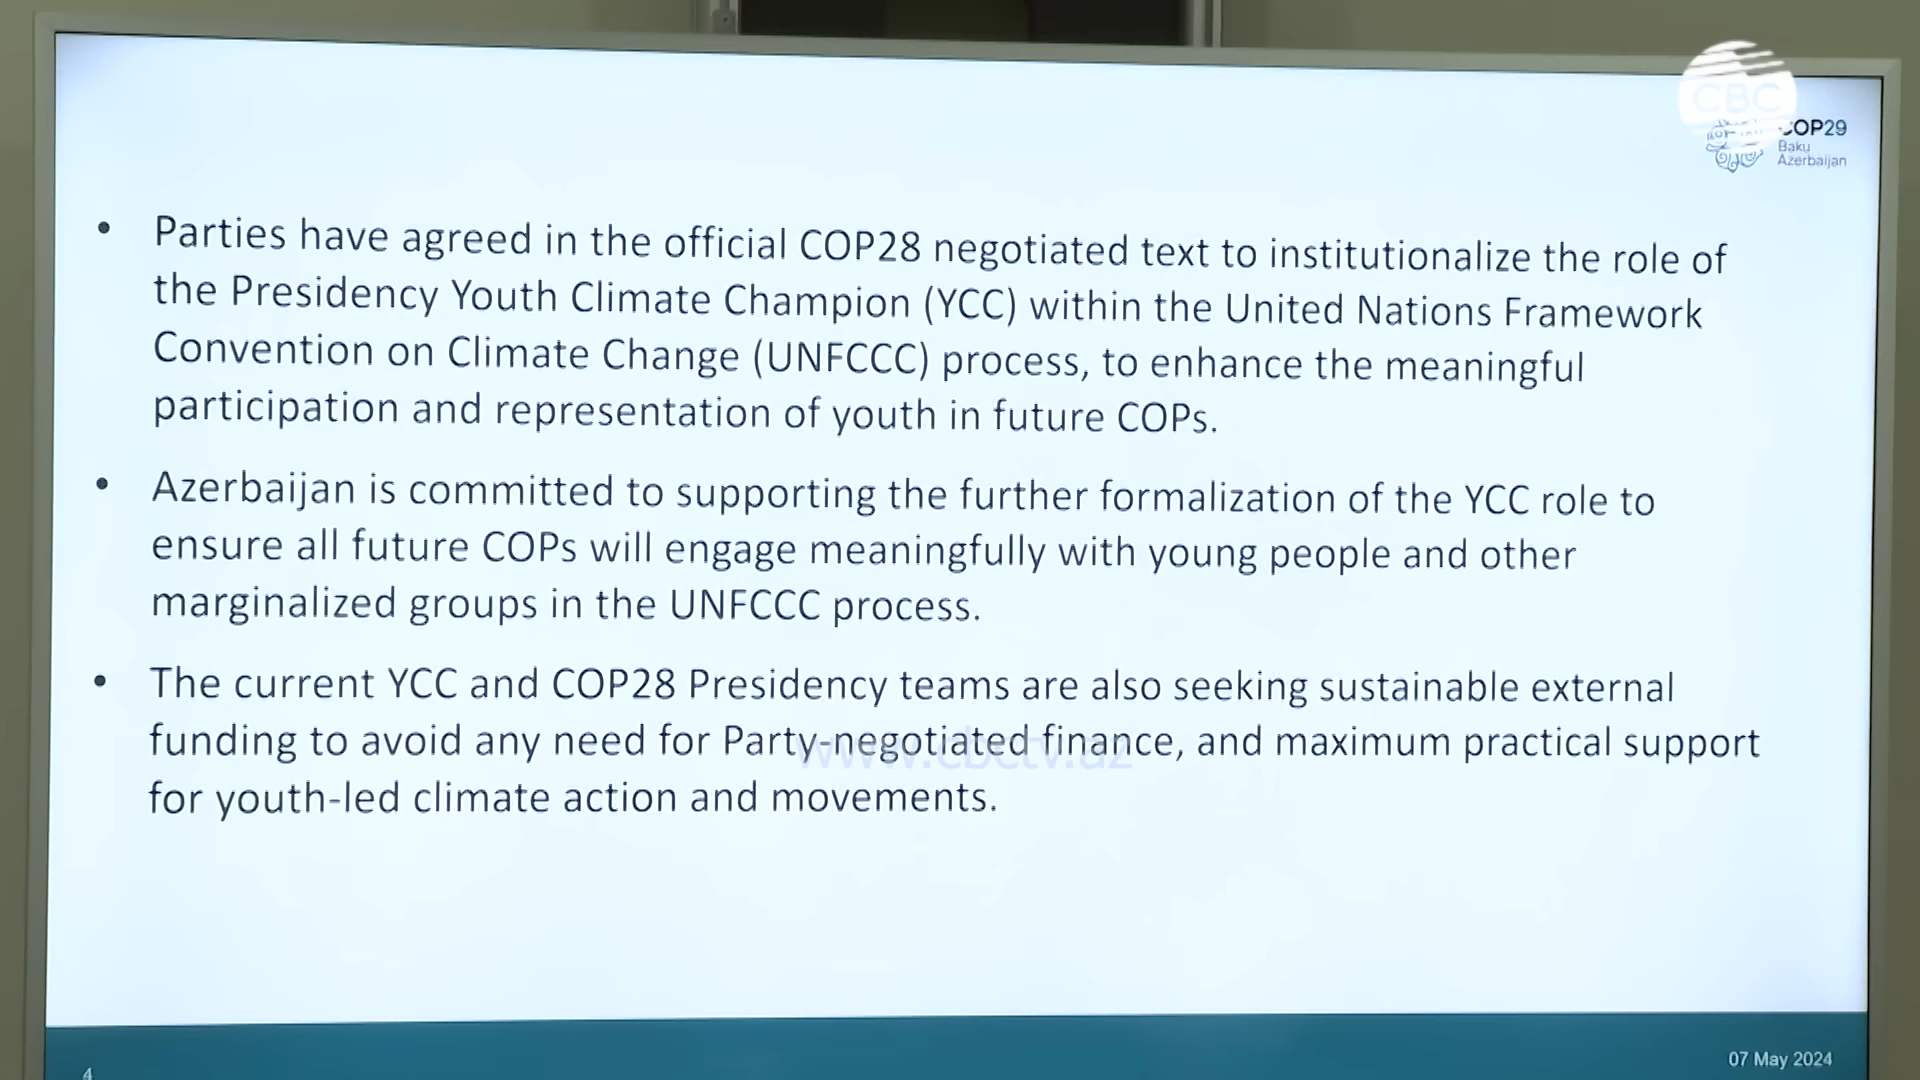 CBC
COP29
Baku
Azerbaijan
• Parties have agreed in the official COP28 negotiated text to institutionalize the role of
the Presidency Youth Climate Champion (YCC) within the United Nations Framework
Convention on Climate Change (UNFCCC) process, to enhance the meaningful
participation and representation of youth in future COPs.
• Azerbaijan is committed to supporting the further formalization of the YCC role to
ensure all future COPs will engage meaningfully with young people and other
marginalized groups in the UNFCCC process.
• The current YCC and COP28 Presidency teams are also seeking sustainable external
funding to avoid any need for Party-negotiated finance, and maximum practical support
www.cbctv.az
for youth-led climate action and movements.
4
07 May 2024